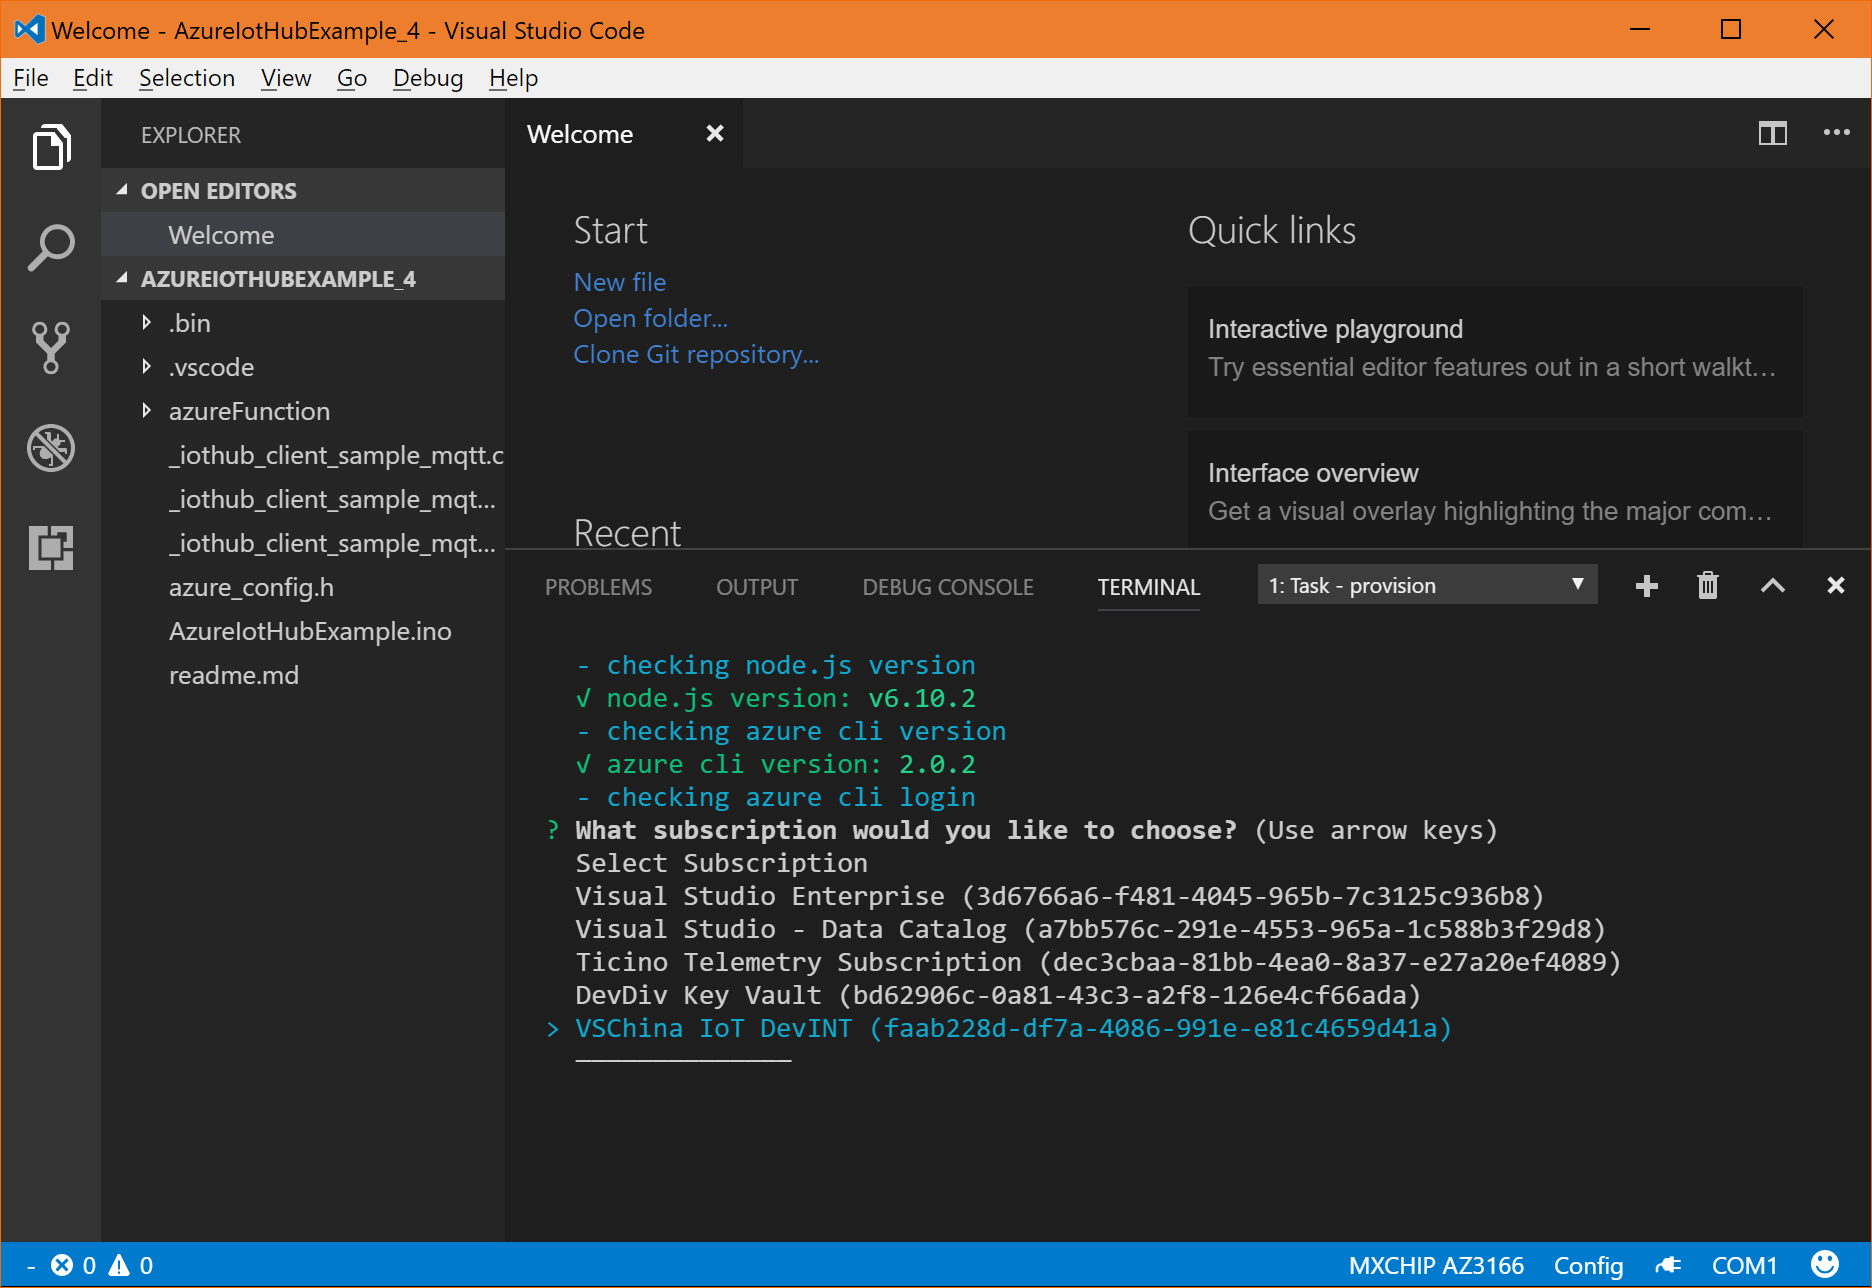 Welcome - AzureIotHubExample_4 - Visual Studio Code
File Edit Selection View Go Debug Help
EXPLORER
OPEN EDITORS
Welcome
AZUREIOTHUBEXAMPLE_4
.bin
.vscode
azureFunction
_iothub_client_sample_mqtt.c
_iothub_client_sample_mqt...
_iothub_client_sample_mqt...
azure_config.h
AzureIotHubExample.ino
readme.md
Welcome
Start
New file
Open folder...
Clone Git repository...
Recent
Quick links
Interactive playground
Try essential editor features out in a short walkt...
Interface overview
Get a visual overlay highlighting the major com...
PROBLEMS OUTPUT DEBUG CONSOLE TERMINAL 1: Task - provision
- checking node.js version
√ node.js version: v6.10.2
- checking azure cli version
√ azure cli version: 2.0.2
- checking azure cli login
? What subscription would you like to choose? (Use arrow keys)
Select Subscription
Visual Studio Enterprise (3d6766a6-f481-4045-965b-7c3125c936b8)
Visual Studio - Data Catalog (a7bb576c-291e-4553-965a-1c588b3f29d8)
Ticino Telemetry Subscription (dec3cbaa-81bb-4ea0-8a37-e27a20ef4089)
DevDiv Key Vault (bd62906c-0a81-43c3-a2f8-126e4cf66ada)
> VSChina IoT DevINT (faab228d-df7a-4086-991e-e81c4659d41a)
──────────────
- 0 0 MXCHIP AZ3166 Config COM1